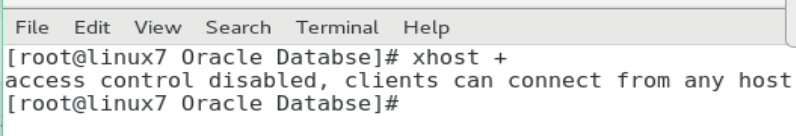 File Edit View Search Terminal Help
[root@linux7 Oracle Databse]# xhost +
access control disabled, clients can connect from any host
[root@linux7 Oracle Databse]#